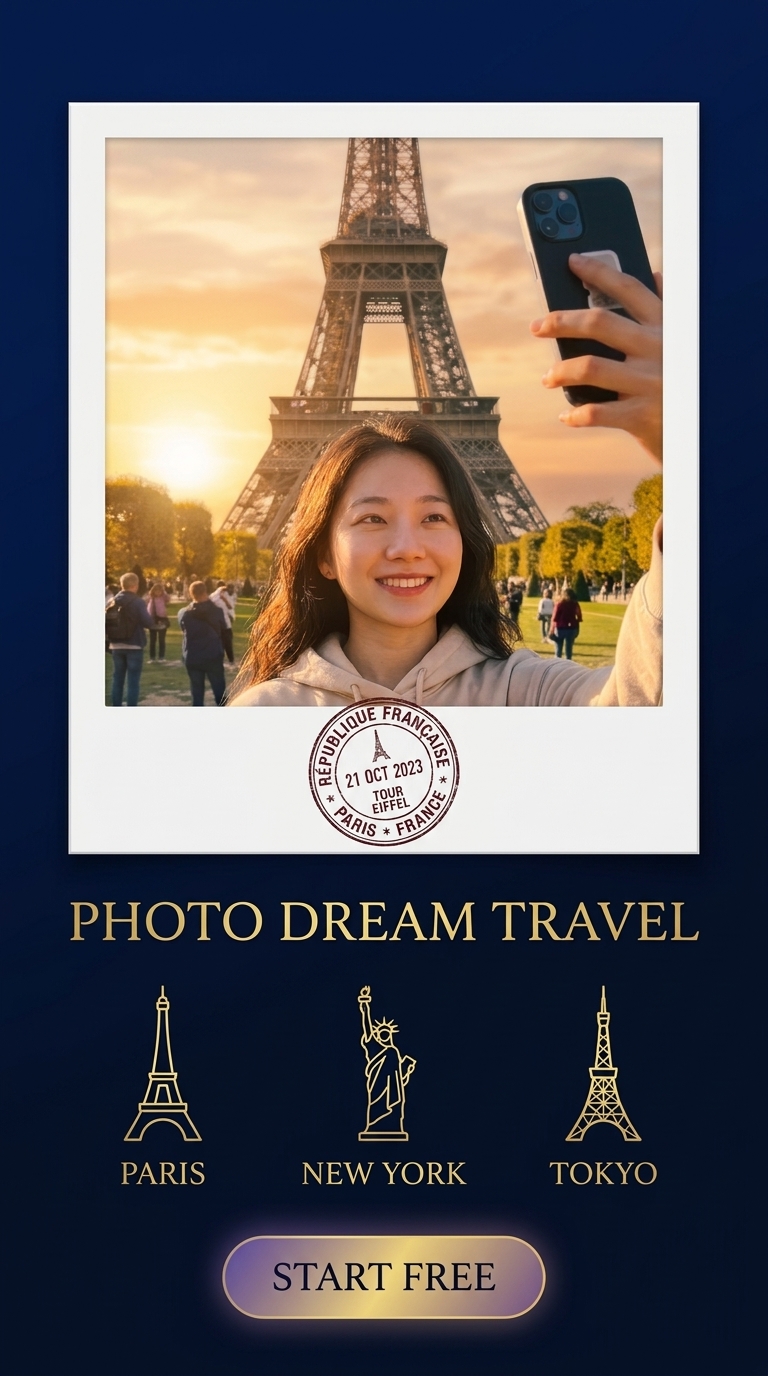 RÉPUBLIQUE FRANÇAISE
21 OCT 2023
TOUR
EIFFEL
* PARIS * FRANCE *
PHOTO DREAM TRAVEL
PARIS
NEW YORK
TOKYO
START FREE